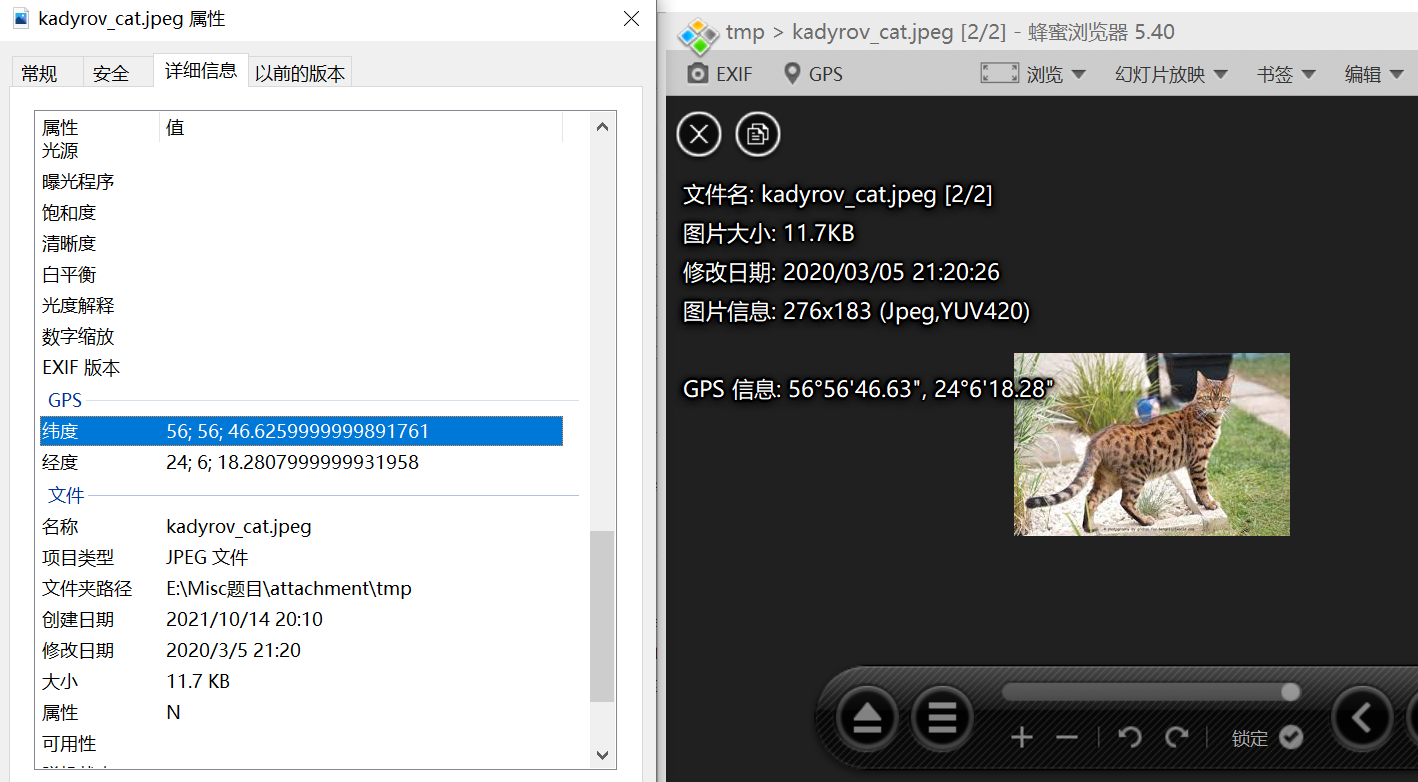 kadyrov_cat.jpeg 属性
常规 安全 详细信息 以前的版本
属性 值
光源
曝光程序
饱和度
清晰度
白平衡
光度解释
数字缩放
EXIF 版本
GPS
纬度 56; 56; 46.6259999999891761
经度 24; 6; 18.2807999999931958
文件
名称 kadyrov_cat.jpeg
项目类型 JPEG 文件
文件夹路径 E:\Misc题目\attachment\tmp
创建日期 2021/10/14 20:10
修改日期 2020/3/5 21:20
大小 11.7 KB
属性 N
可用性
tmp > kadyrov_cat.jpeg [2/2] - 蜂蜜浏览器 5.40
EXIF GPS 浏览 幻灯片放映 书签 编辑
文件名: kadyrov_cat.jpeg [2/2]
图片大小: 11.7KB
修改日期: 2020/03/05 21:20:26
图片信息: 276x183 (Jpeg,YUV420)
GPS 信息: 56°56'46.63", 24°6'18.28"
锁定